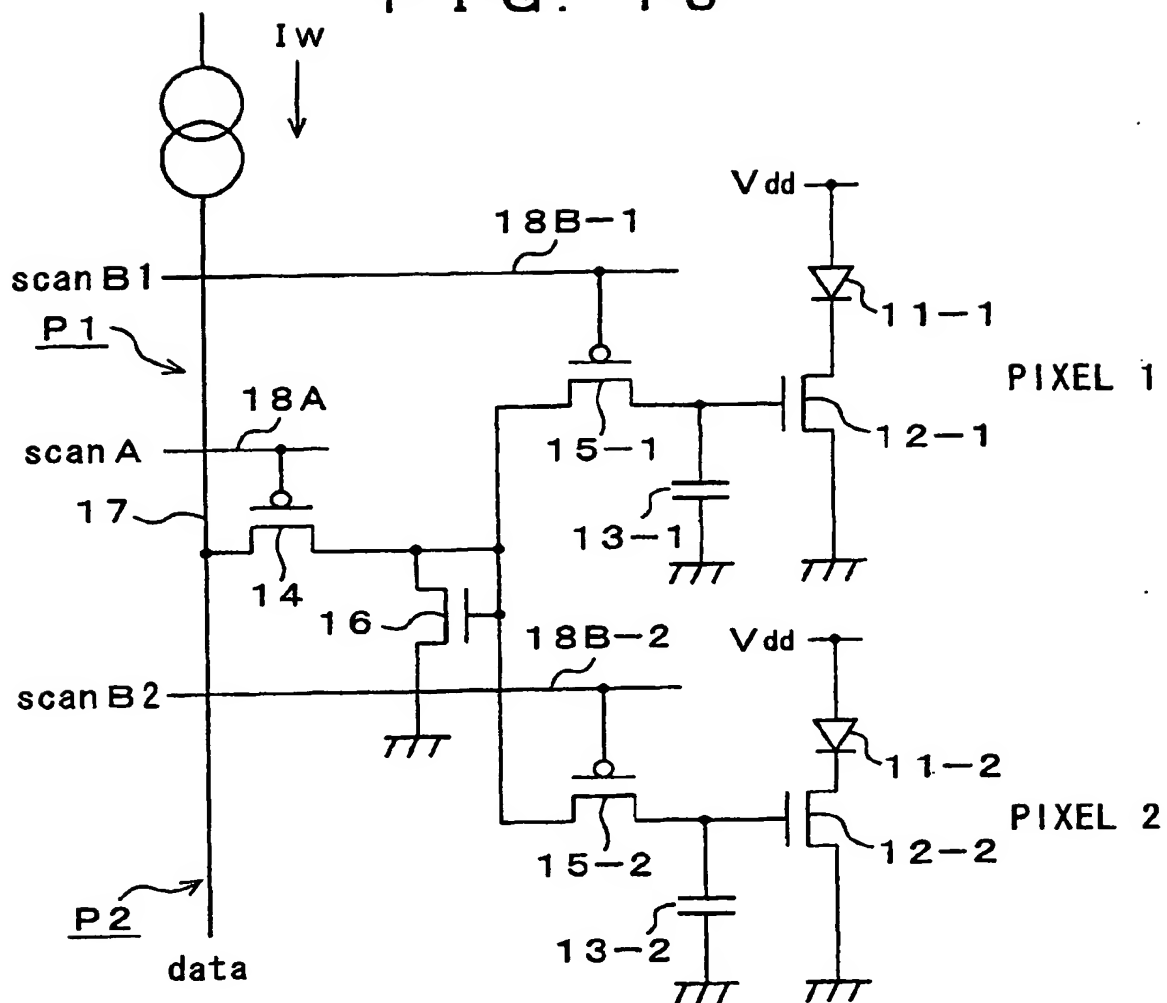 FIG.
Iw
Vdd
18B-1
scan B1
11-1
P1
PIXEL 1
18A
12-1
scan A
15-1
17
13-1
14
16
Vdd
18B-2
scan B2
11-2
PIXEL 2
12-2
15-2
P2
13-2
data